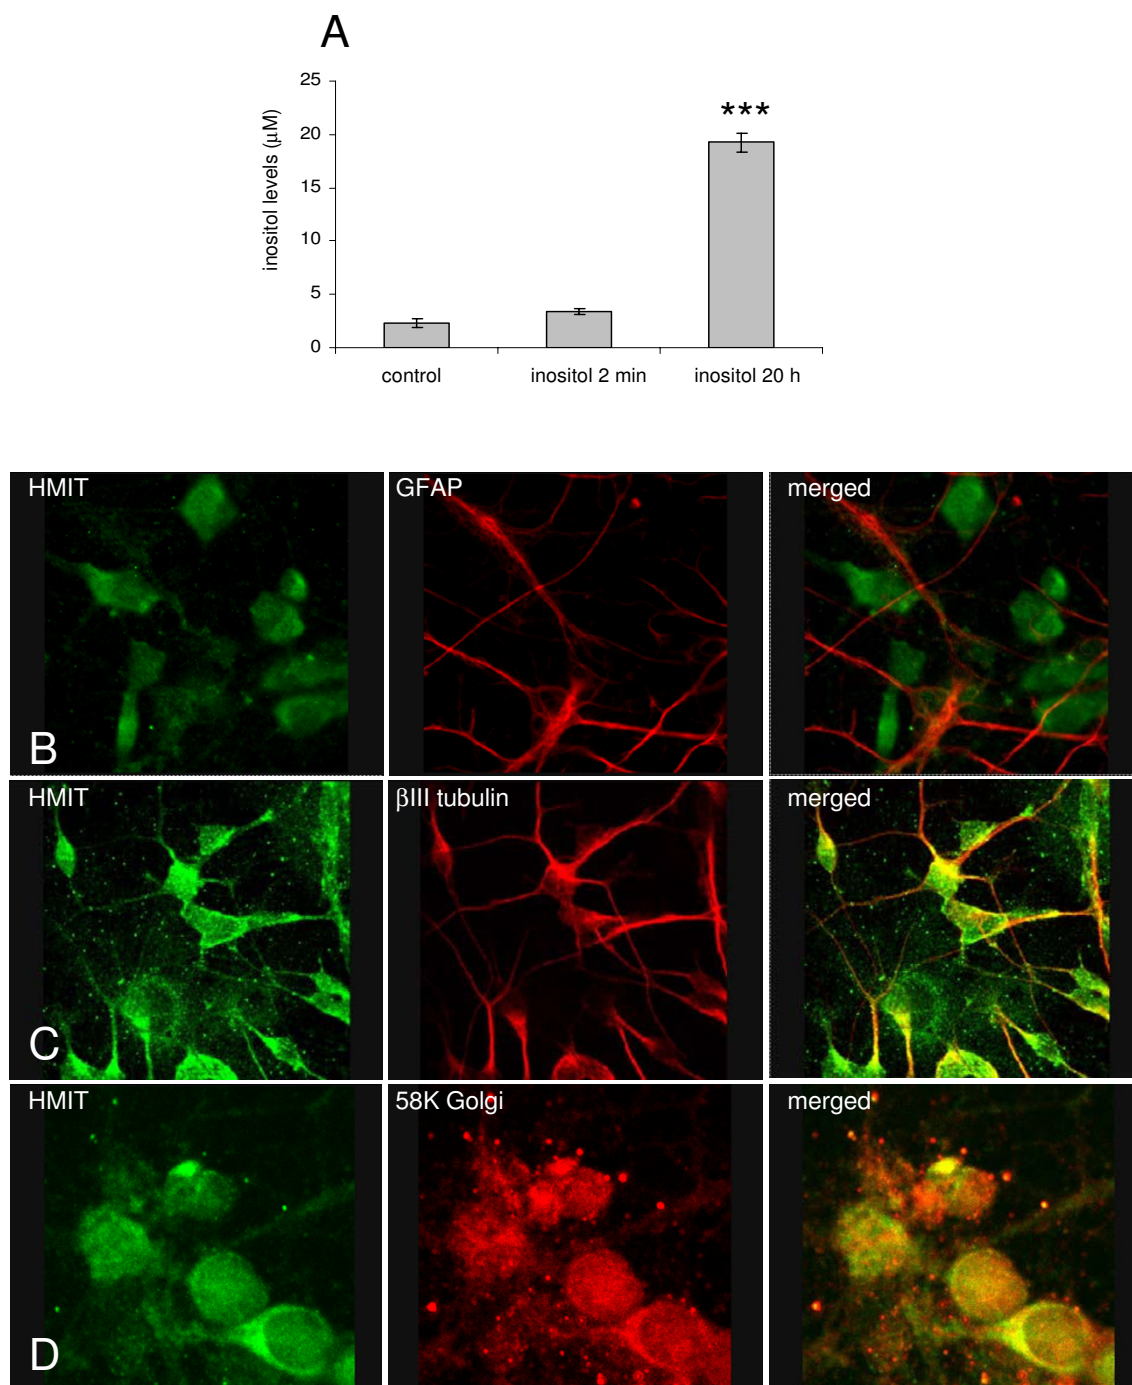 A
25
20
15
10
5
0
inositol levels (μM)
***
control
inositol 2 min
inositol 20 h
HMIT
GFAP
merged
B
HMIT
βIII tubulin
merged
C
HMIT
58K Golgi
merged
D